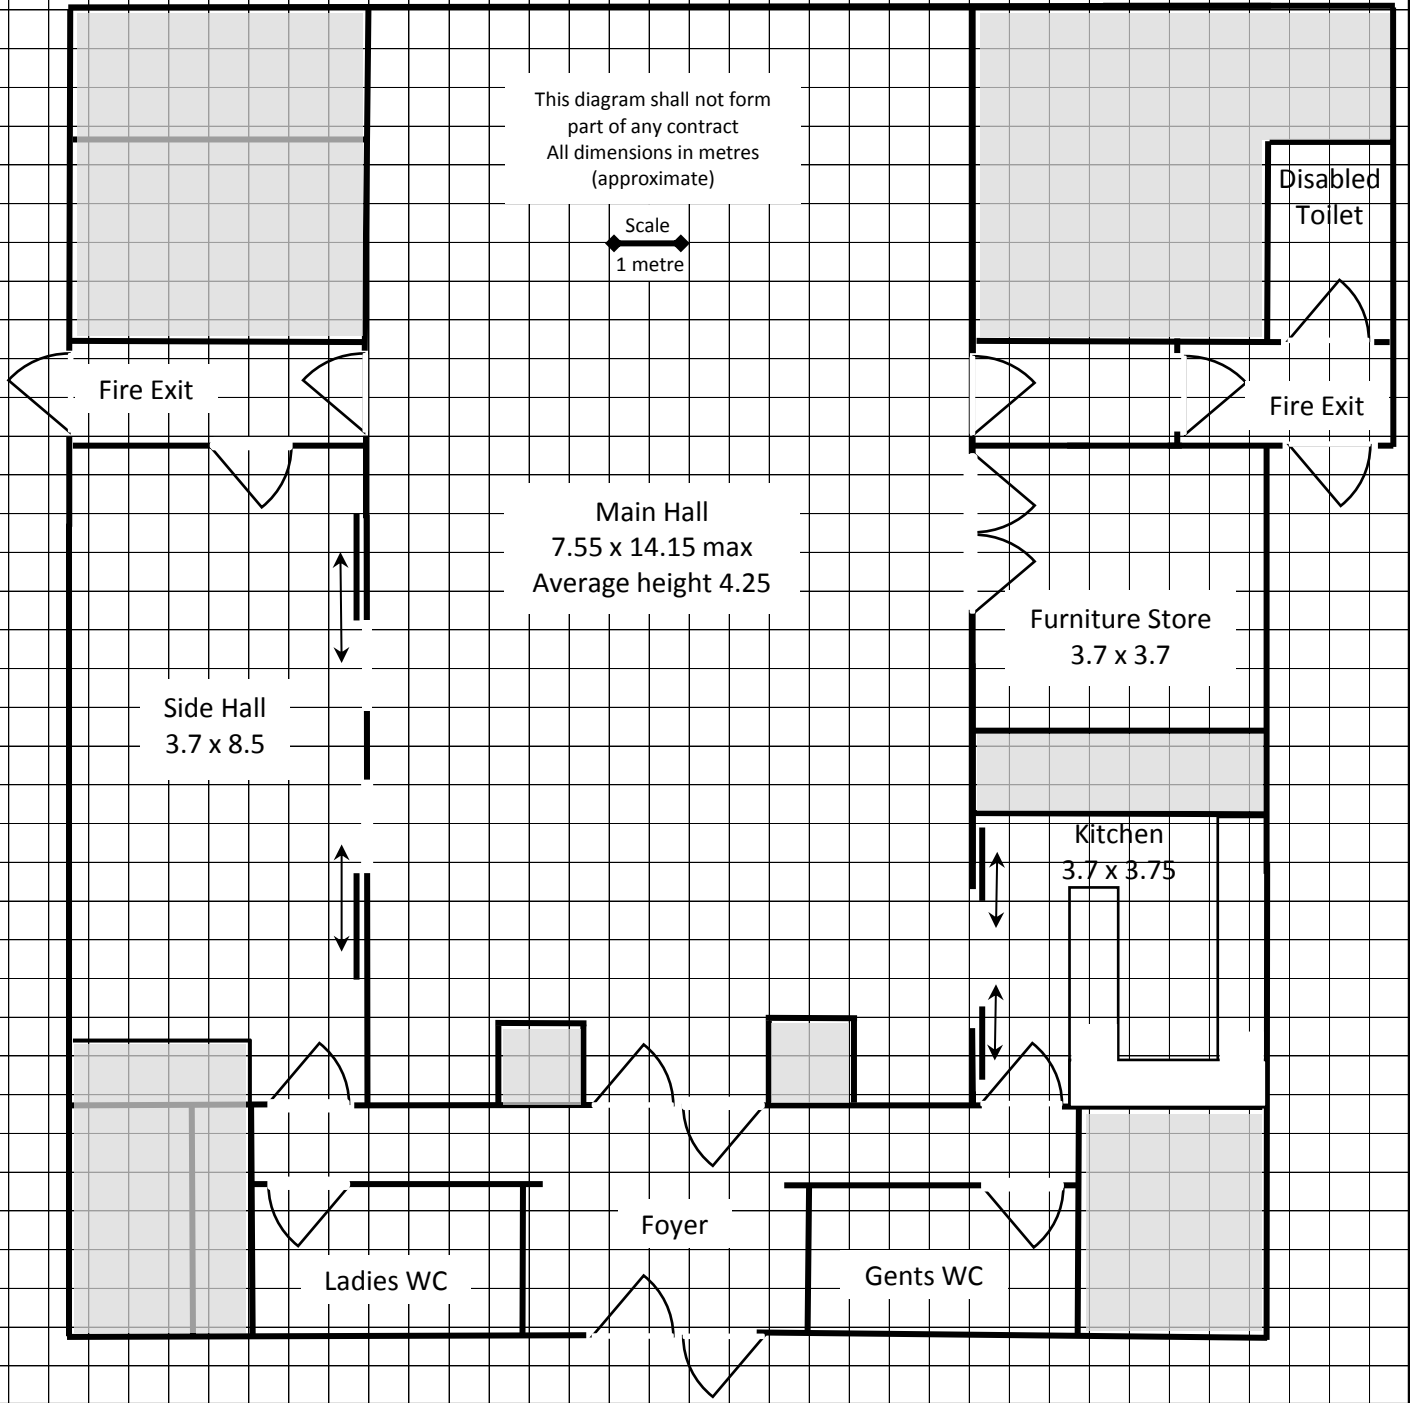 This diagram shall not form
part of any contract
All dimensions in metres
(approximate)
Scale
1 metre
Disabled
Toilet
Fire Exit
Fire Exit
Main Hall
7.55 x 14.15 max
Average height 4.25
Furniture Store
3.7 x 3.7
Side Hall
3.7 x 8.5
Kitchen
3.7 x 3.75
Foyer
Ladies WC
Gents WC